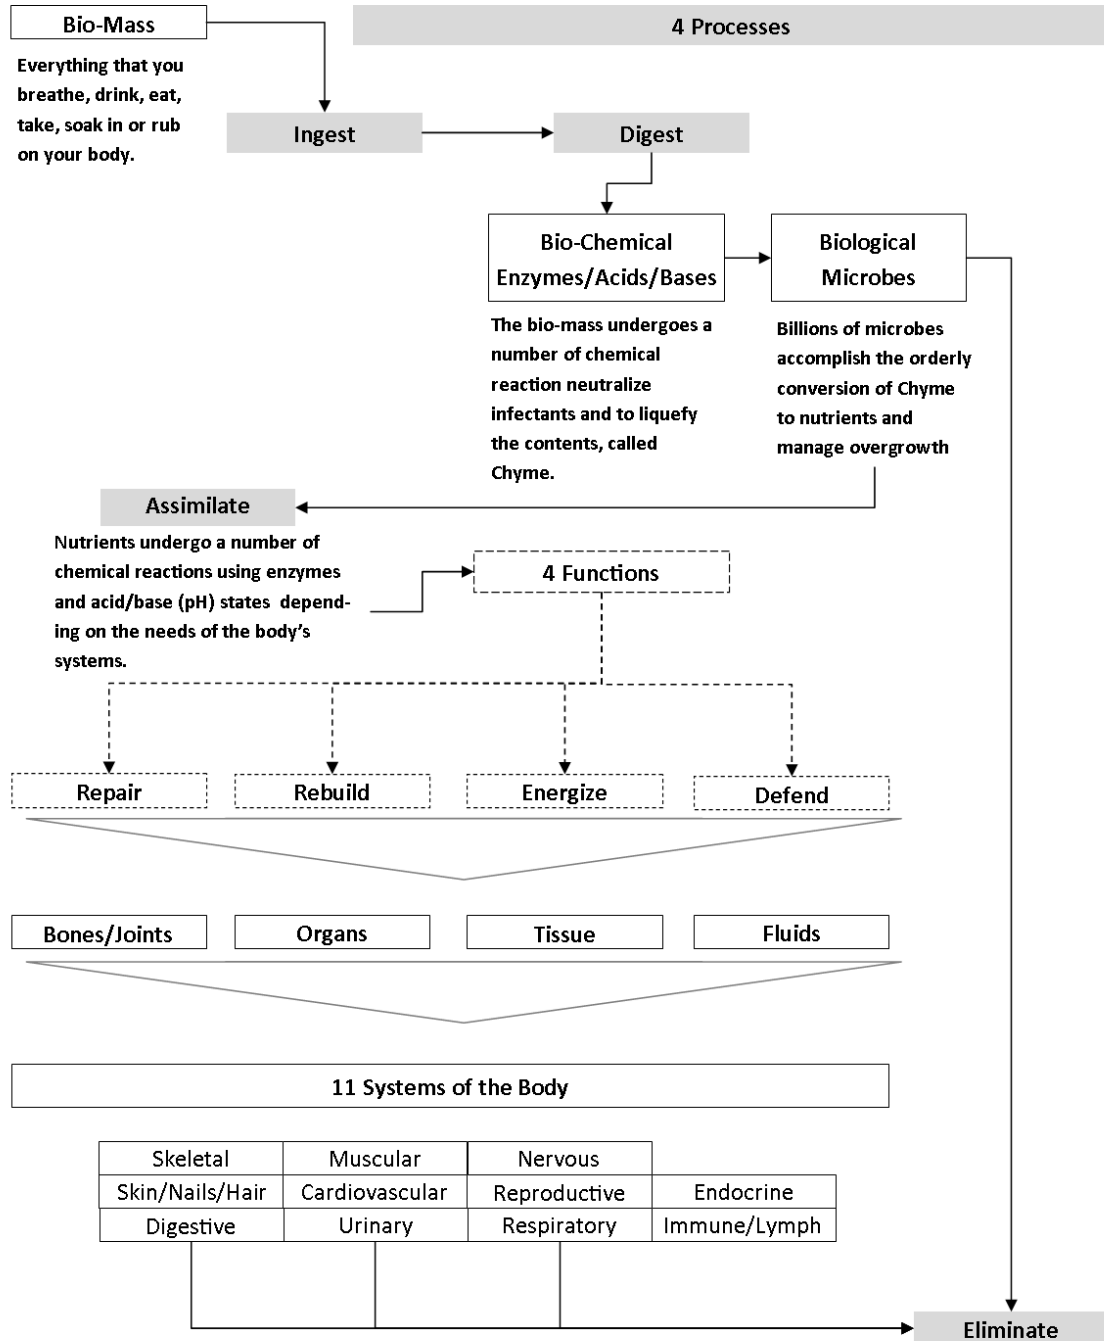 Bio-Mass
4 Processes
Everything that you
breathe, drink, eat,
take, soak in or rub
on your body.
Ingest
Digest
Bio-Chemical
Enzymes/Acids/Bases
Biological
Microbes
The bio-mass undergoes a
number of chemical
reaction neutralize
infectants and to liquefy
the contents, called
Chyme.
Billions of microbes
accomplish the orderly
conversion of Chyme
to nutrients and
manage overgrowth
Assimilate
Nutrients undergo a number of
chemical reactions using enzymes
and acid/base (pH) states depend-
ing on the needs of the body's
systems.
4 Functions
Repair
Rebuild
Energize
Defend
Bones/Joints
Organs
Tissue
Fluids
11 Systems of the Body
Skeletal
Muscular
Nervous
Skin/Nails/Hair
Cardiovascular
Reproductive
Endocrine
Digestive
Urinary
Respiratory
Immune/Lymph
Eliminate